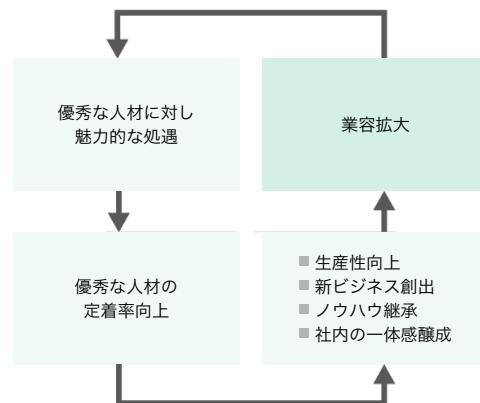 優秀な人材に対し
魅力的な処遇
業容拡大
優秀な人材の
定着率向上
■ 生産性向上
■ 新ビジネス創出
■ ノウハウ継承
■ 社内の一体感醸成